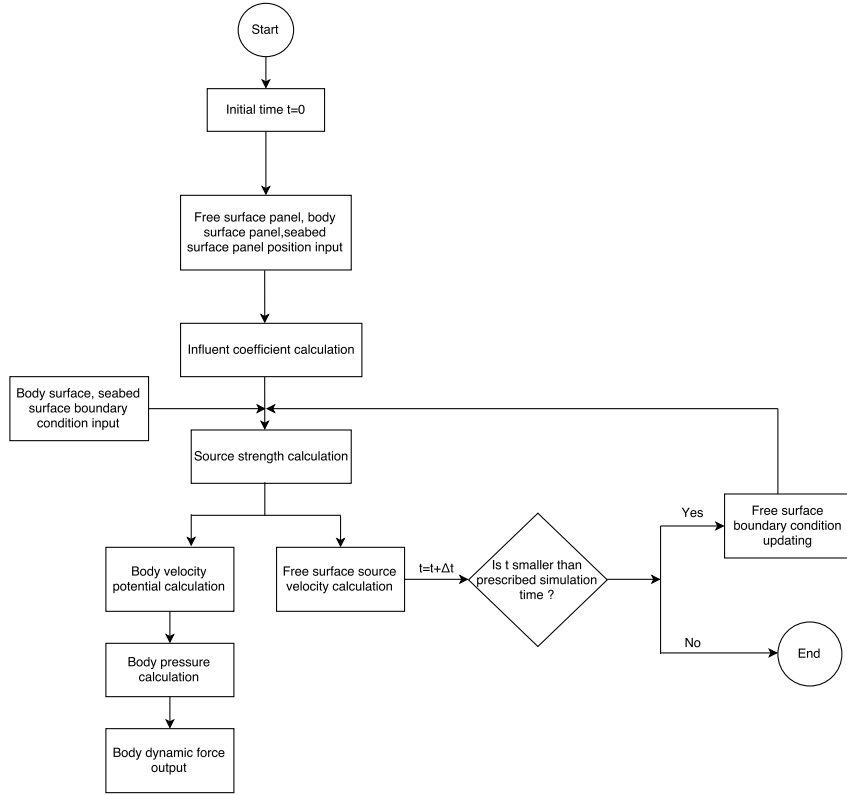 Start
Initial time t=0
Free surface panel, body
surface panel,seabed
surface panel position input
Influent coefficient calculation
Body surface, seabed
surface boundary
condition input
Source strength calculation
Body velocity
potential calculation
Free surface source
velocity calculation
t=t+Δt
Is t smaller than
prescribed simulation
time ?
Yes
Free surface
boundary condition
updating
No
End
Body pressure
calculation
Body dynamic force
output